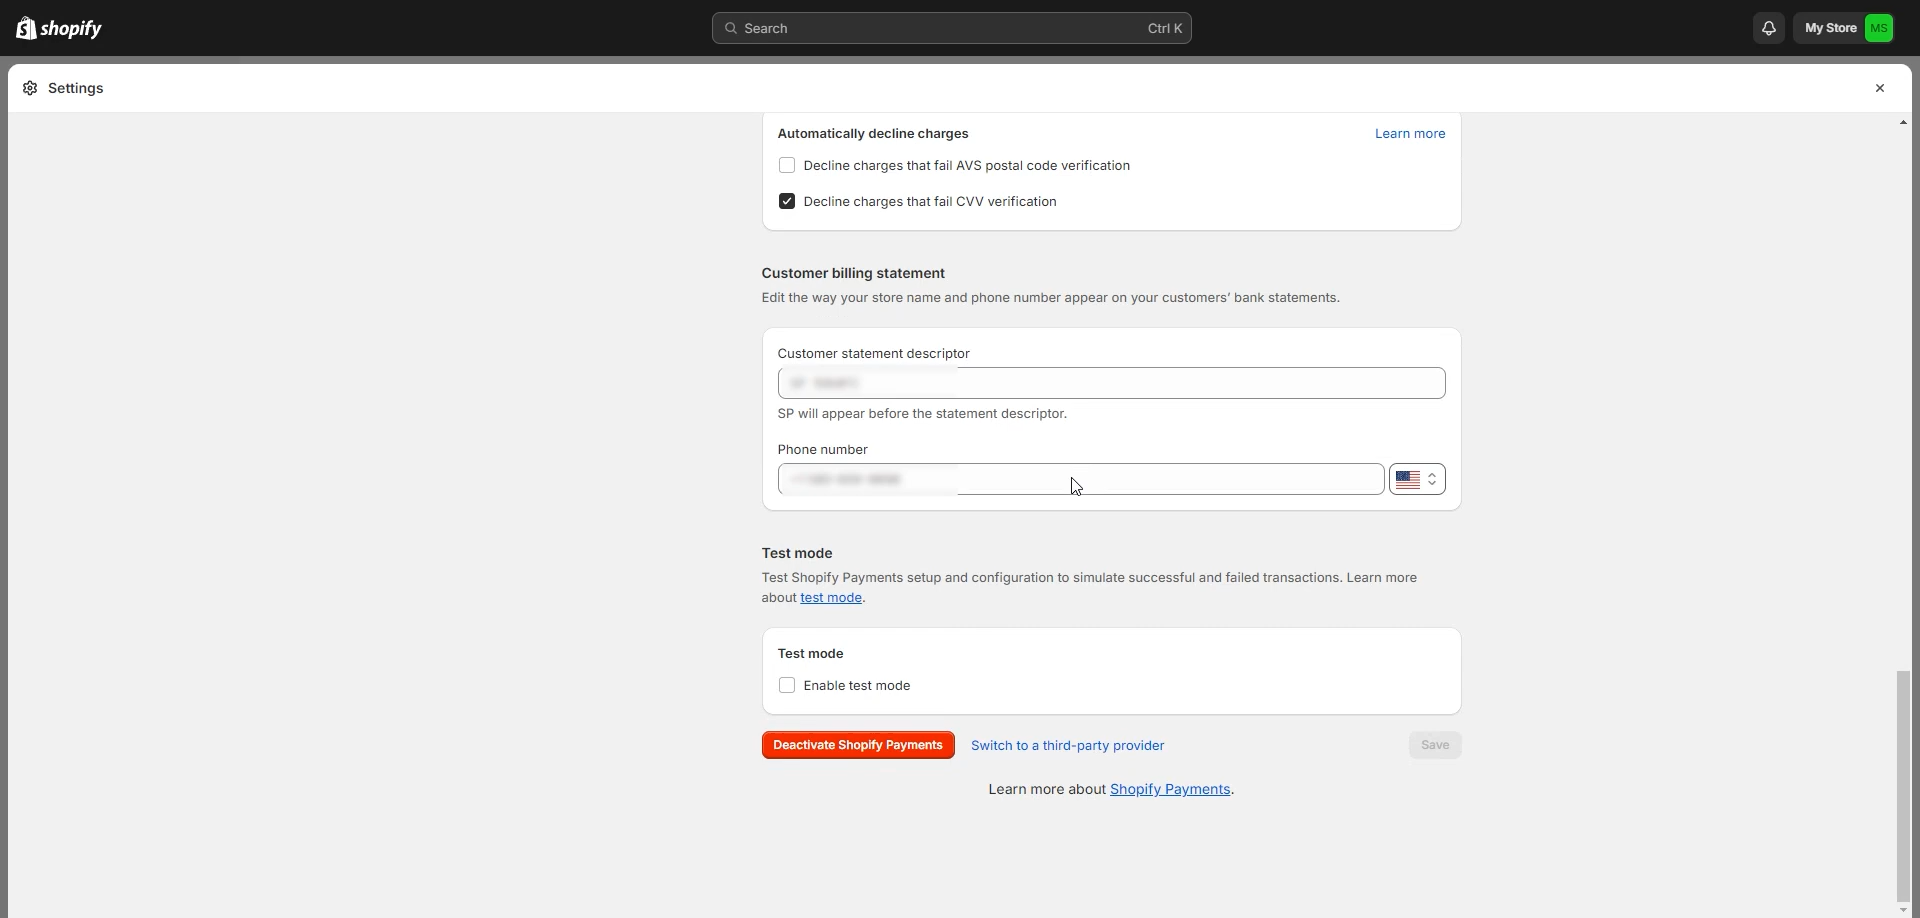 shopify
Search Ctrl K
My Store MS
Settings
Automatically decline charges Learn more
Decline charges that fail AVS postal code verification
Decline charges that fail CVV verification
Customer billing statement
Edit the way your store name and phone number appear on your customers' bank statements.
Customer statement descriptor
SP will appear before the statement descriptor.
Phone number
Test mode
Test Shopify Payments setup and configuration to simulate successful and failed transactions. Learn more
about test mode.
Test mode
Enable test mode
Deactivate Shopify Payments Switch to a third-party provider Save
Learn more about Shopify Payments.